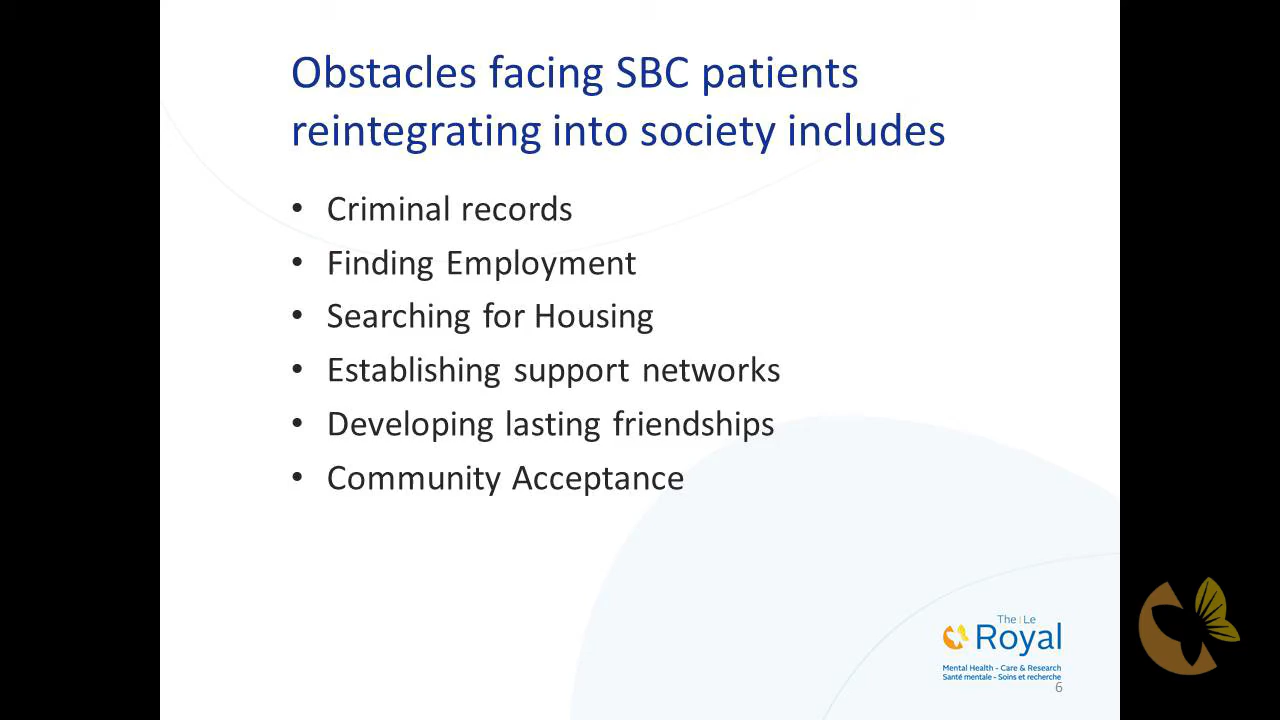 Obstacles facing SBC patients
reintegrating into society includes
• Criminal records
• Finding Employment
• Searching for Housing
• Establishing support networks
• Developing lasting friendships
• Community Acceptance
The | Le
Royal
Mental Health - Care & Research
Santé mentale - Soins et recherche
6